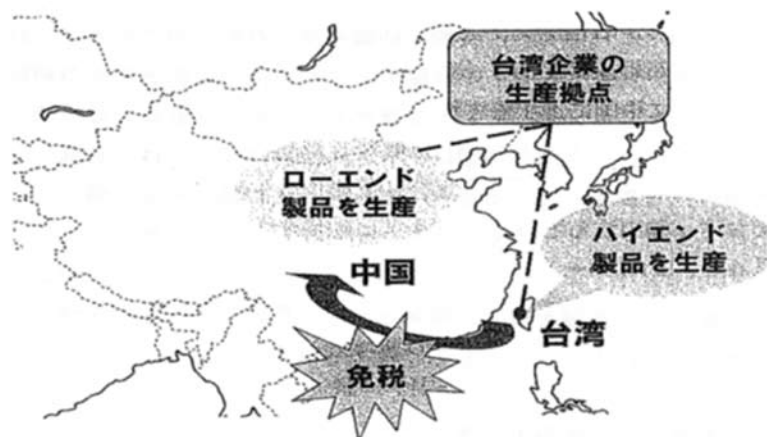 台湾企業の
生産拠点
ローエンド
製品を生産
ハイエンド
製品を生産
中国
台湾
免税